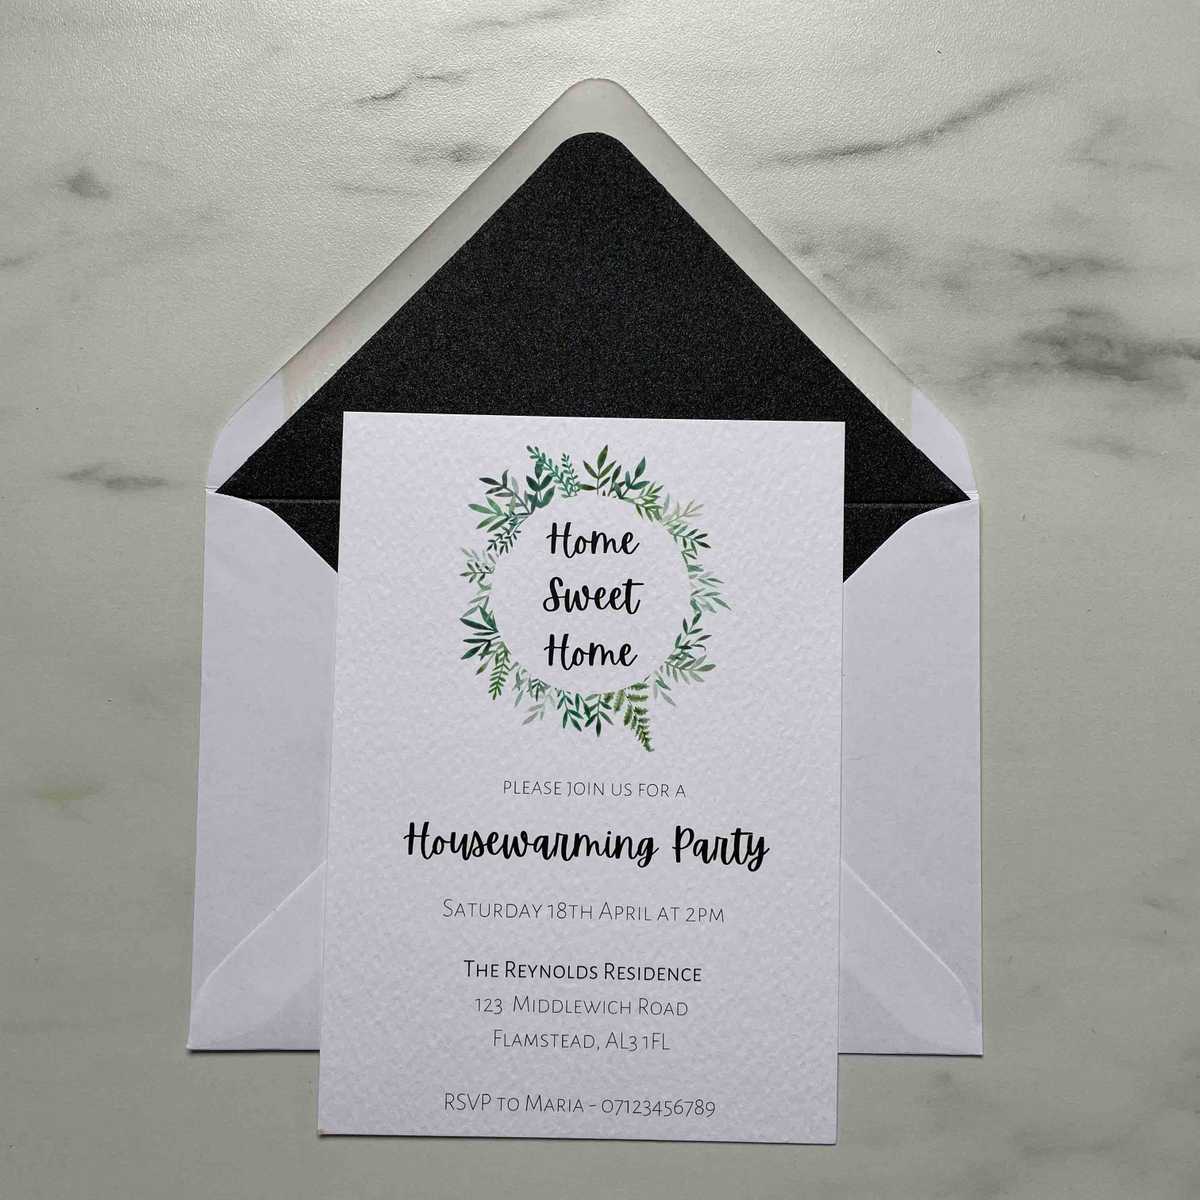 Home
Sweet
Home
PLEASE JOIN US FOR A
Housewarming Party
SATURDAY 18TH APRIL AT 2PM
THE REYNOLDS RESIDENCE
123 MIDDLEWICH ROAD
FLAMSTEAD, AL3 1FL
RSVP TO MARIA - 07123456789